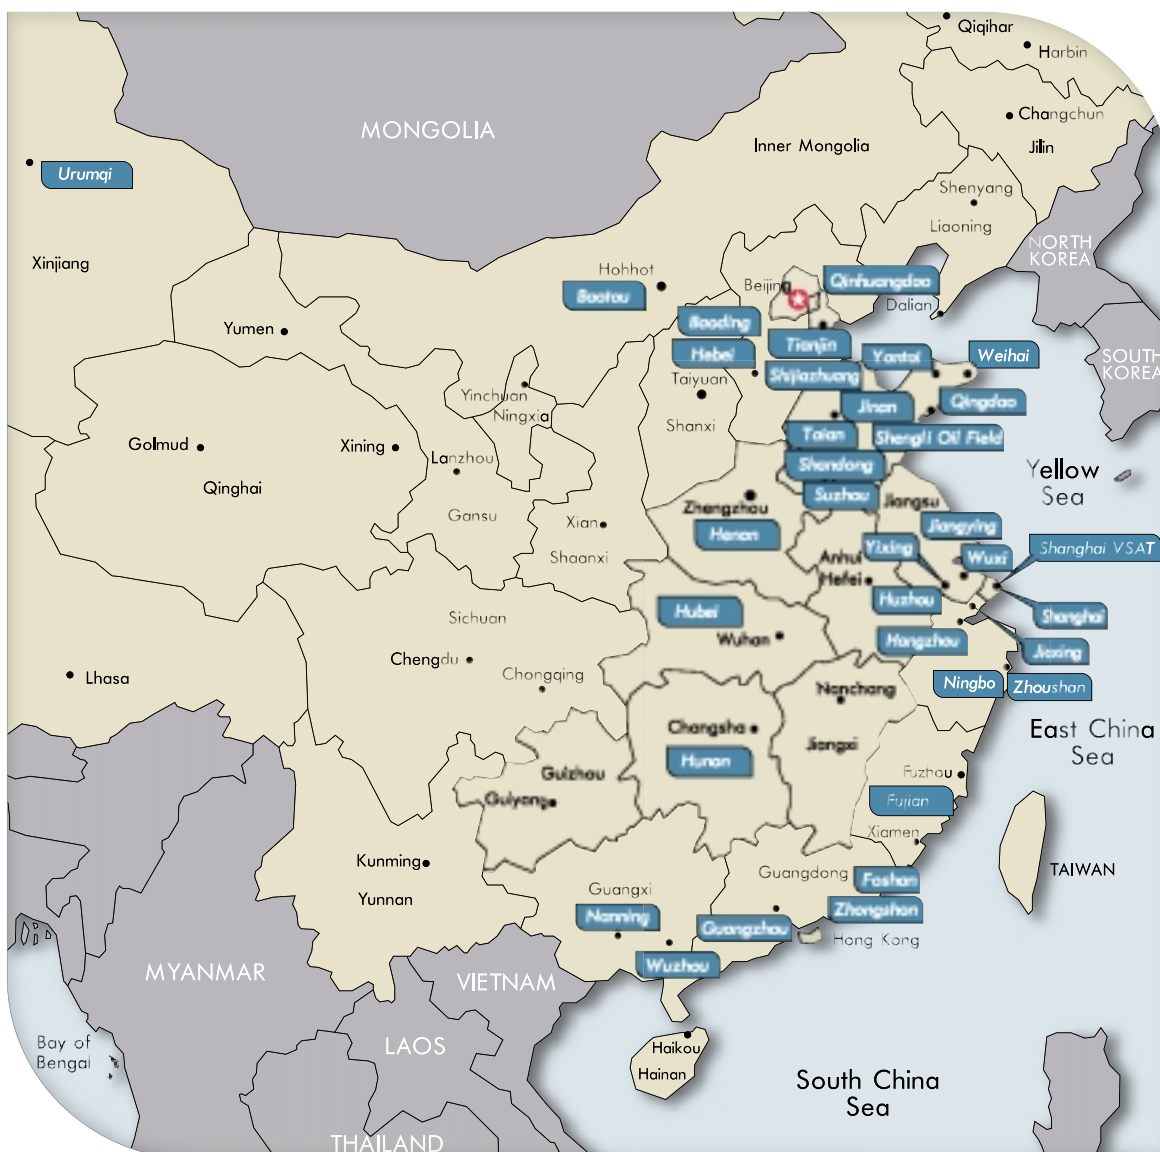 Qiqihar
Harbin
MONGOLIA
Changchun
Inner Mongolia
Jilin
Urumqi
Shenyang
Liaoning
NORTH
KOREA
Xinjiang
Hohhot
Baotou
Beijing
Qinhuangdao
Dalian
Yumen
Baoding
Tianjin
Hebei
Yantai
Weihai
SOUTH
KOREA
Taiyuan
Shijiazhuang
Yinchuan
Ningxia
Jinan
Qingdao
Shanxi
Taian
Shengli Oil Field
Golmud
Xining
Lanzhou
Shandong
Yellow
Sea
Qinghai
Suzhou
Jiangsu
Zhengzhou
Gansu
Xian
Henan
Jiangying
Yixing
Shanghai VSAT
Shaanxi
Anhui
Hefei
Wuxi
Huzhou
Sichuan
Hubei
Shanghai
Wuhan
Hangzhou
Jiaxing
Chengdu
Chongqing
Lhasa
Nanchang
Ningbo
Zhoushan
Changsha
East China
Sea
Jiangxi
Hunan
Guizhou
Fuzhou
Guiyang
Fujian
Xiamen
Kunming
Guangdong
TAIWAN
Yunnan
Guangxi
Foshan
Nanning
Zhongshan
Guangzhou
Hong Kong
Wuzhou
MYANMAR
VIETNAM
Bay of
Bengal
LAOS
Haikou
Hainan
South China
Sea
THAILAND